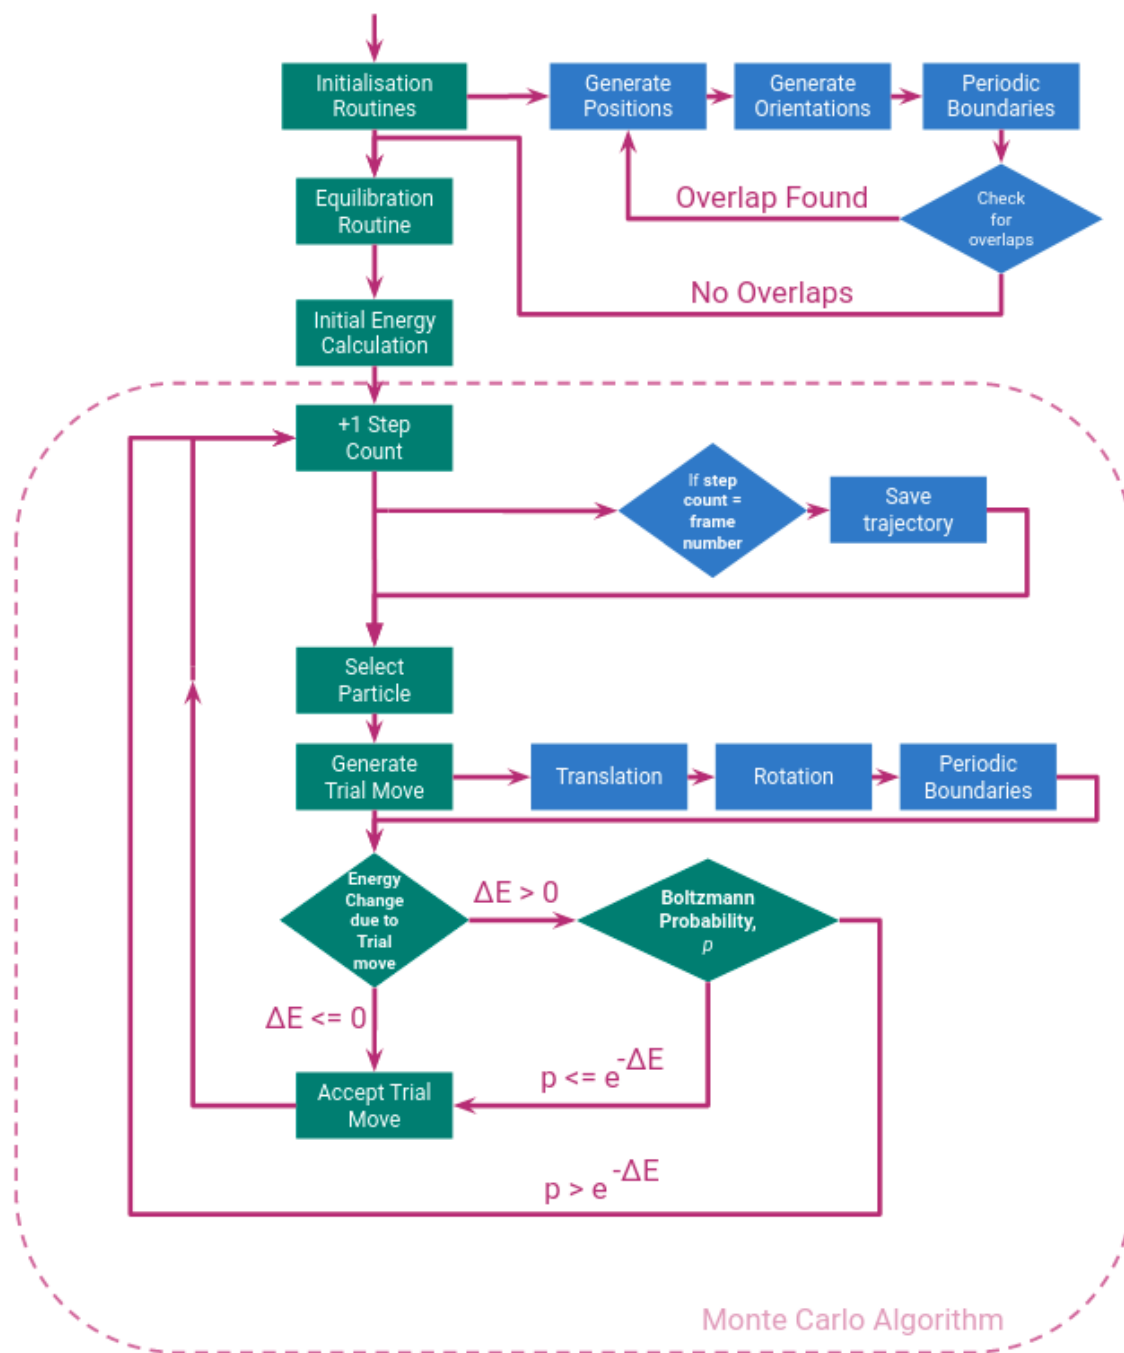 Initialisation
Routines
Generate
Positions
Generate
Orientations
Periodic
Boundaries
Equilibration
Routine
Overlap Found
Check
for
overlaps
No Overlaps
Initial Energy
Calculation
+1 Step
Count
If step
count =
frame
number
Save
trajectory
Select
Particle
Generate
Trial Move
Translation
Rotation
Periodic
Boundaries
Energy
Change
due to
Trial
move
ΔE > 0
Boltzmann
Probability,
p
ΔE <= 0
p <= e^-ΔE
Accept Trial
Move
p > e^-ΔE
Monte Carlo Algorithm